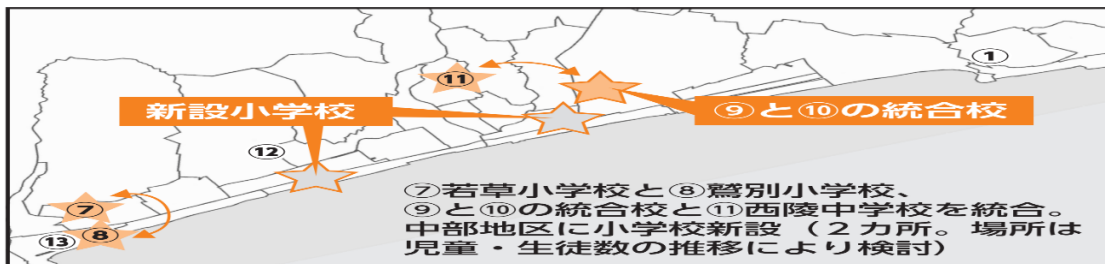 ①
⑪
新設小学校
⑨と⑩の統合校
⑫
⑦若草小学校と⑧鷲別小学校、
⑨と⑩の統合校と⑪西陵中学校を統合。
中部地区に小学校新設（２カ所。場所は
児童・生徒数の推移により検討）
⑦
⑬
⑧